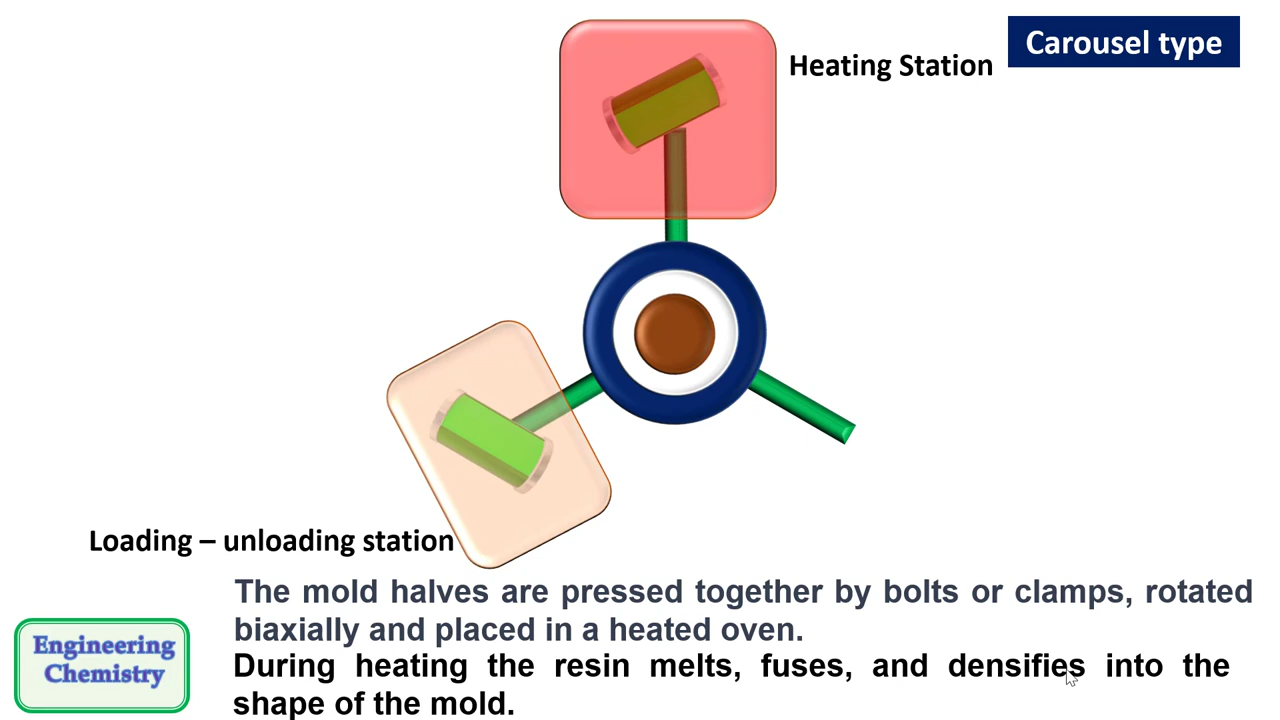 Carousel type
Heating Station
Loading – unloading station
The mold halves are pressed together by bolts or clamps, rotated
biaxially and placed in a heated oven.
During heating the resin melts, fuses, and densifies into the
shape of the mold.
Engineering
Chemistry